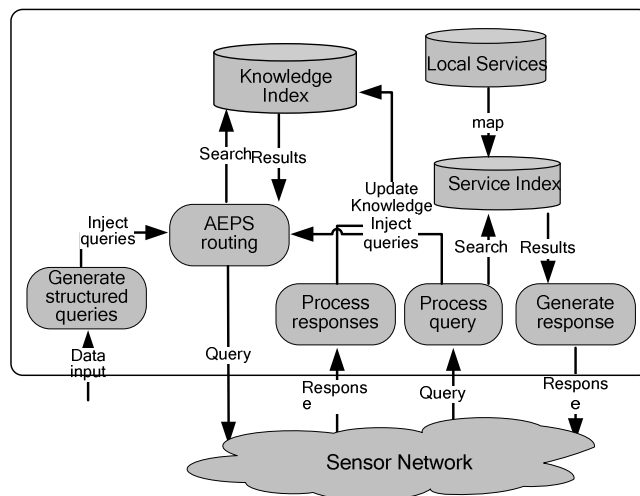 Knowledge
Index
Local Services
map
Search
Results
Service Index
Update
Knowledge
Inject
queries
AEPS
routing
Inject
queries
Search
Results
Generate
structured
queries
Process
responses
Process
query
Generate
response
Data
input
Query
Respons
e
Query
Respons
e
Sensor Network